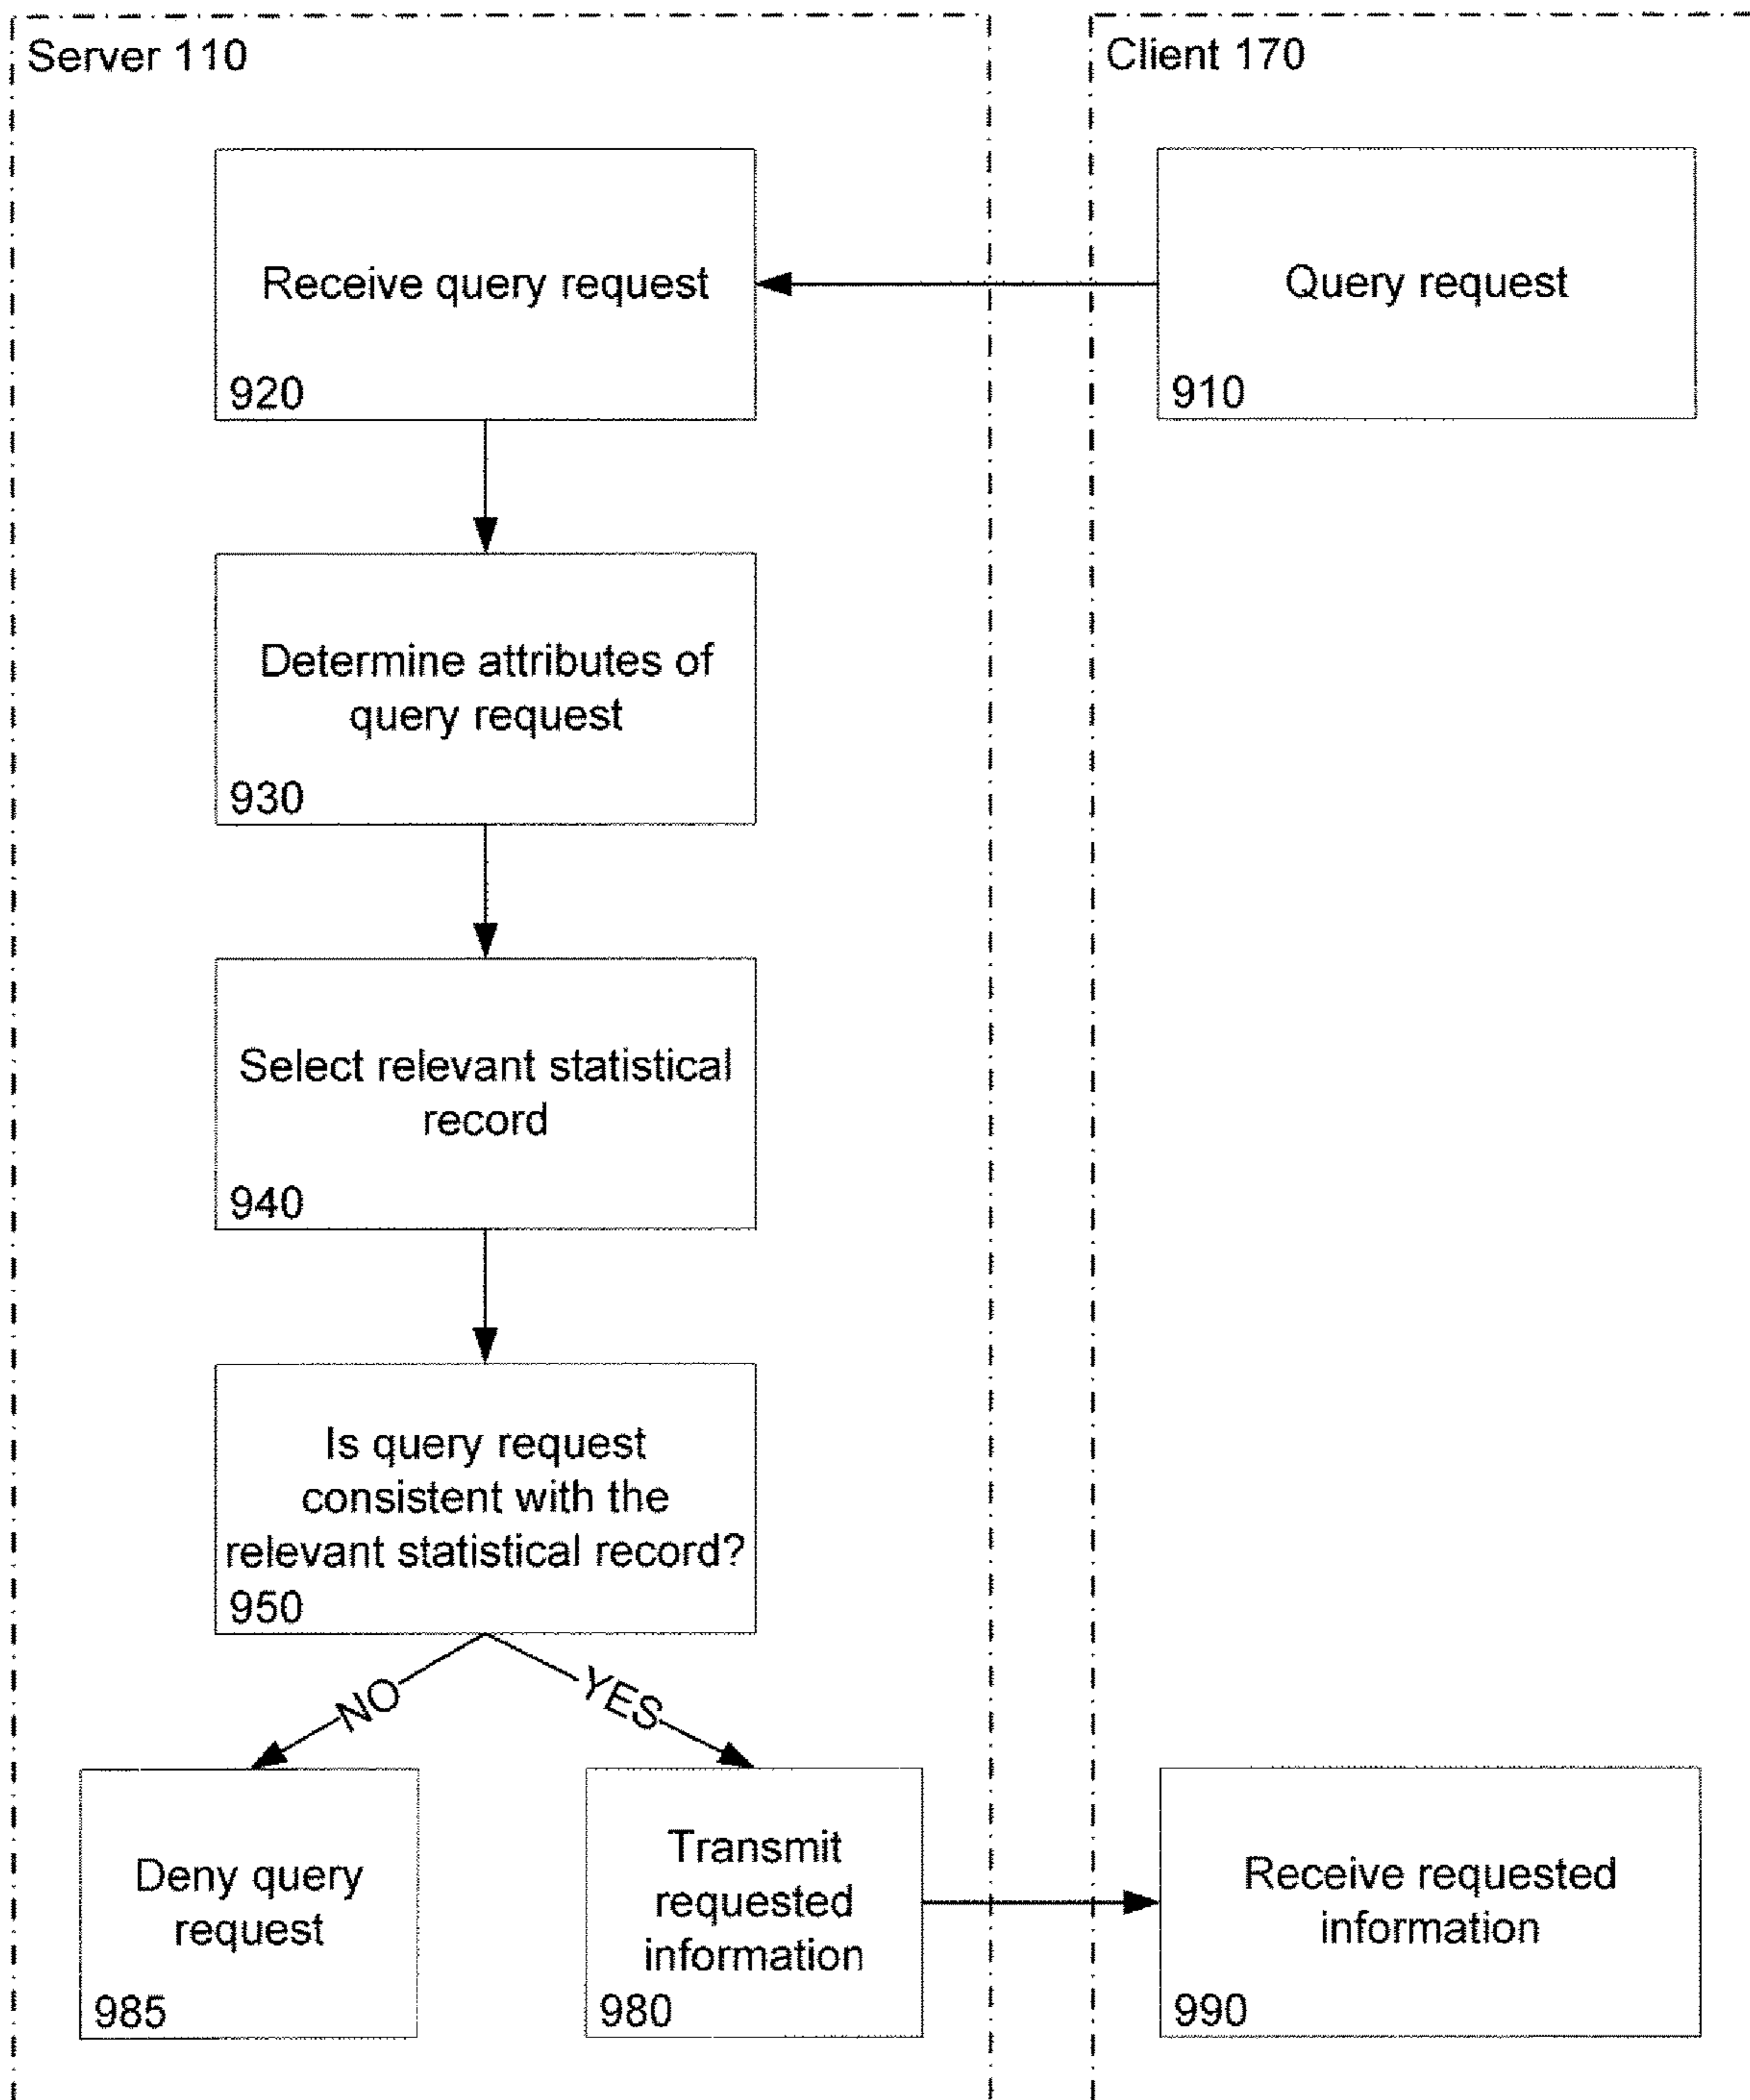 Server 110
Client 170
Receive query request
920
Query request
910
Determine attributes of
query request
930
Select relevant statistical
record
940
Is query request
consistent with the
relevant statistical record?
950
NO
YES
Deny query
request
985
Transmit
requested
information
980
Receive requested
information
990